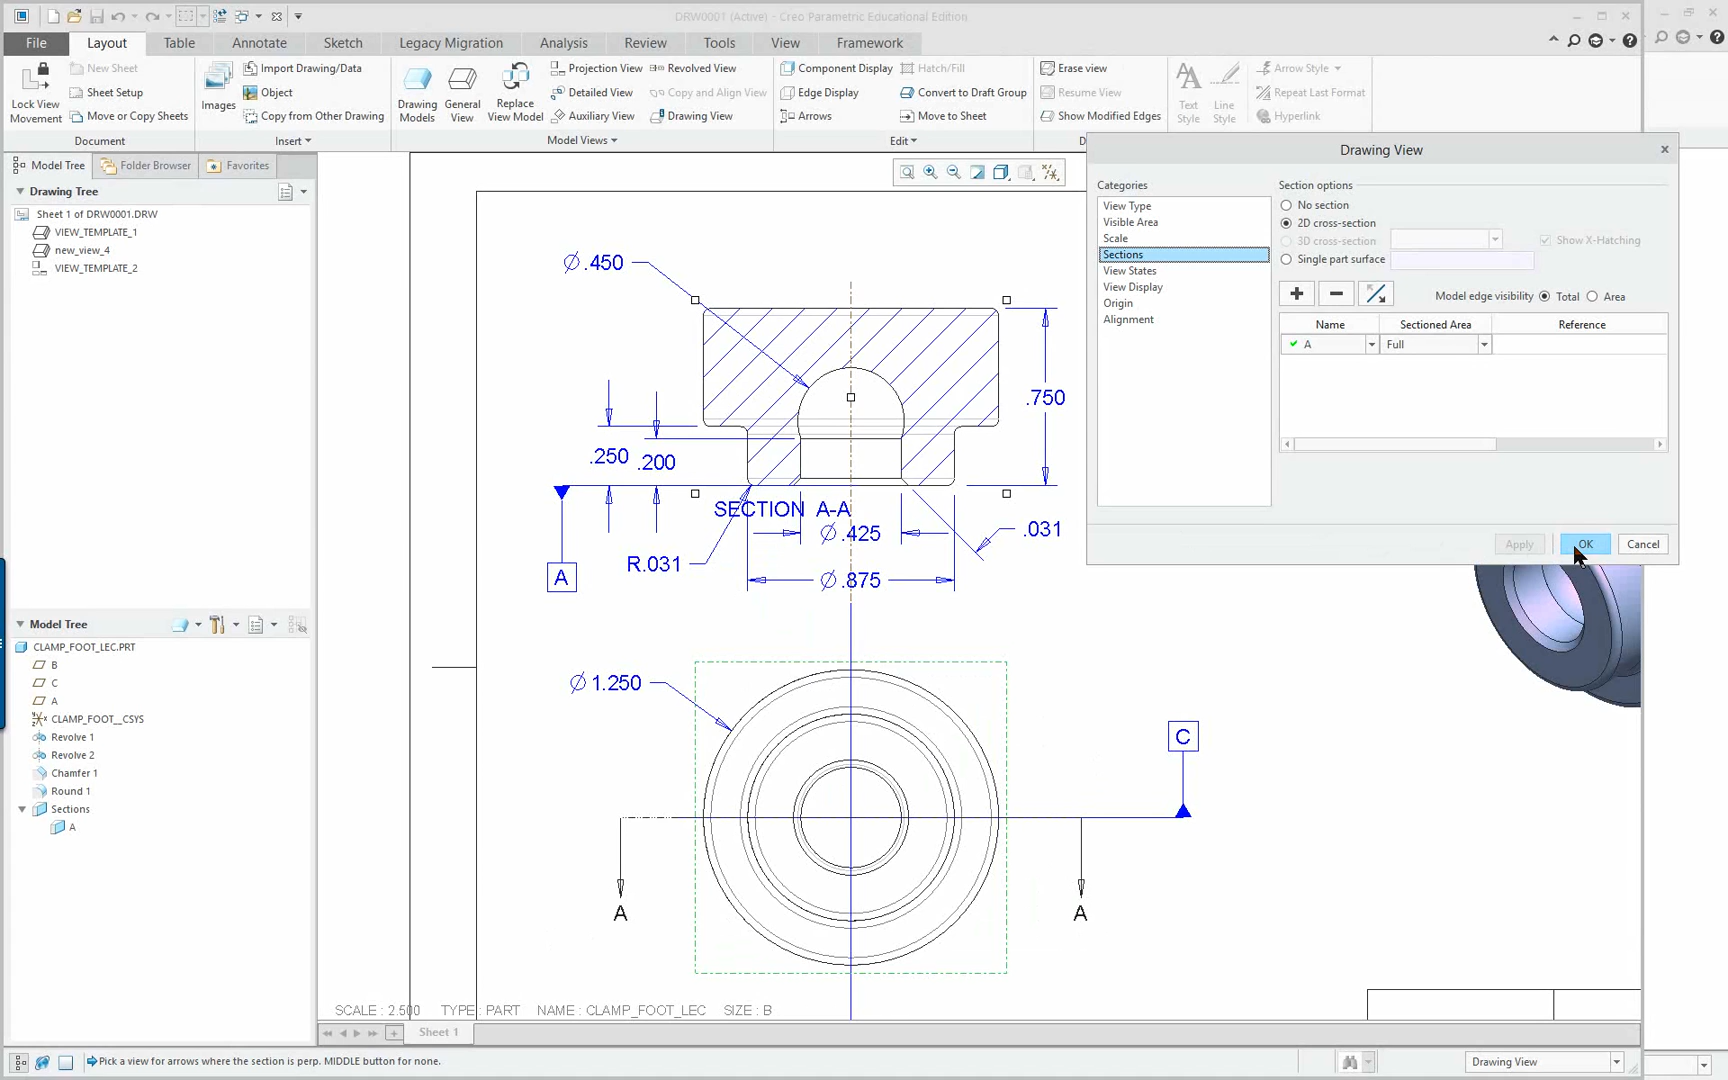 DRW0001 (Active) - Creo Parametric Educational Edition
File
Layout
Table
Annotate
Sketch
Legacy Migration
Analysis
Review
Tools
View
Framework
Lock View Movement
New Sheet
Sheet Setup
Move or Copy Sheets
Document
Images
Import Drawing/Data
Object
Copy from Other Drawing
Insert
Drawing Models
General View
Replace View Model
Projection View
Detailed View
Auxiliary View
Revolved View
Copy and Align View
Drawing View
Model Views
Component Display
Edge Display
Arrows
Hatch/Fill
Convert to Draft Group
Move to Sheet
Edit
Erase view
Resume View
Show Modified Edges
D
Text Style
Line Style
Arrow Style
Repeat Last Format
Hyperlink
Model Tree
Folder Browser
Favorites
Drawing Tree
Sheet 1 of DRW0001.DRW
VIEW_TEMPLATE_1
new_view_4
VIEW_TEMPLATE_2
Model Tree
CLAMP_FOOT_LEC.PRT
B
C
A
CLAMP_FOOT__CSYS
Revolve 1
Revolve 2
Chamfer 1
Round 1
Sections
A
Drawing View
Categories
View Type
Visible Area
Scale
Sections
View States
View Display
Origin
Alignment
Section options
No section
2D cross-section
3D cross-section
Show X-Hatching
Single part surface
Model edge visibility
Total
Area
Name
Sectioned Area
Reference
A
Full
Apply
OK
Cancel
∅ .450
.750
.250
.200
SECTION A-A
∅ .425
.031
R.031
∅ .875
A
∅ 1.250
C
A
A
SCALE : 2.500 TYPE : PART NAME : CLAMP_FOOT_LEC SIZE : B
Sheet 1
Pick a view for arrows where the section is perp. MIDDLE button for none.
Drawing View